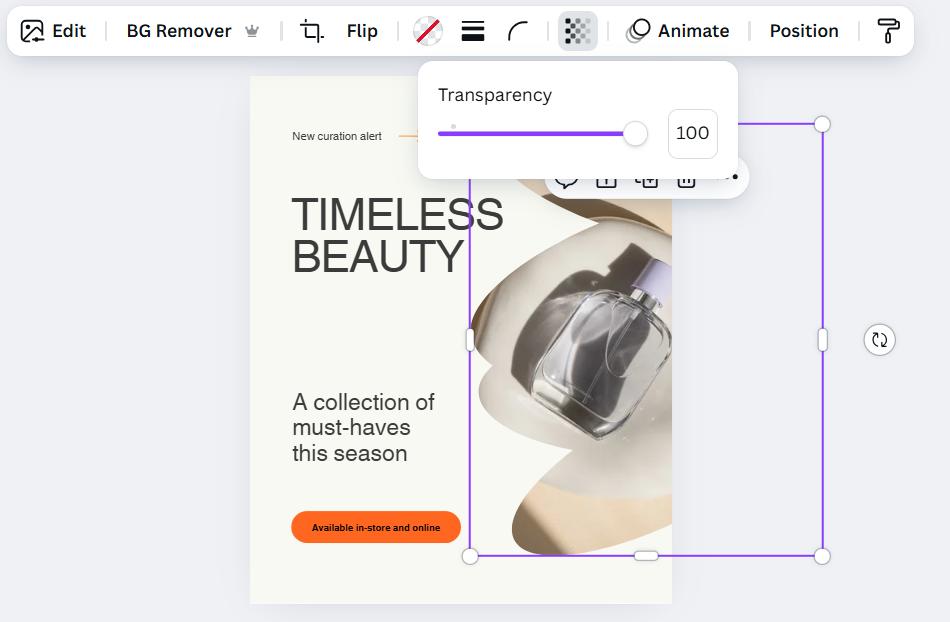 Edit
BG Remover
Flip
Animate
Position
Transparency
100
New curation alert
TIMELESS
BEAUTY
A collection of
must-haves
this season
Available in-store and online